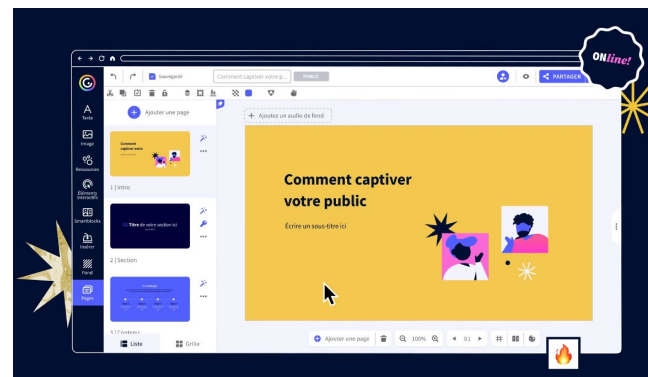 ONline!
Sauvegardé
Comment captiver votre p...
PUBLIC
PARTAGER
Ajouter une page
+ Ajoutez un audio de fond
Texte
Image
Ressources
Éléments
interactifs
Smartblocks
Insérer
Fond
Pages
Comment
captiver votre
1 | Intro
Titre de votre section ici
2 | Section
3 | Contenu
Liste
Grille
Comment captiver
votre public
Écrire un sous-titre ici
Ajouter une page
100%
01